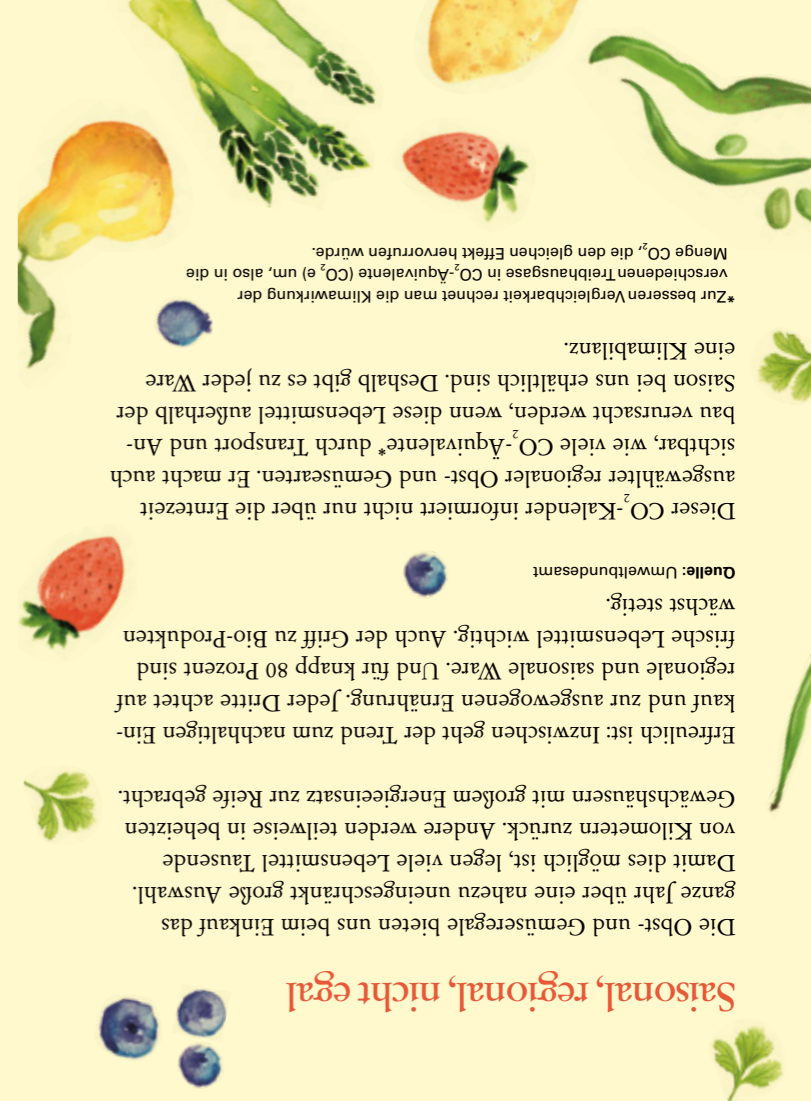 Saisonal, regional, nicht egal
Die Obst- und Gemüseregale bieten uns beim Einkauf das
ganze Jahr über eine nahezu uneingeschränkt große Auswahl.
Damit dies möglich ist, legen viele Lebensmittel Tausende
von Kilometern zurück. Andere werden teilweise in beheizten
Gewächshäusern mit großem Energieeinsatz zur Reife gebracht.
Erfreulich ist: Inzwischen geht der Trend zum nachhaltigen Ein-
kauf und zur ausgewogenen Ernährung. Jeder Dritte achtet auf
regionale und saisonale Ware. Und für knapp 80 Prozent sind
frische Lebensmittel wichtig. Auch der Griff zu Bio-Produkten
wächst stetig.
Quelle: Umweltbundesamt
Dieser CO₂-Kalender informiert nicht nur über die Erntezeit
ausgewählter regionaler Obst- und Gemüsearten. Er macht auch
sichtbar, wie viele CO₂-Äquivalente* durch Transport und An-
bau verursacht werden, wenn diese Lebensmittel außerhalb der
Saison bei uns erhältlich sind. Deshalb gibt es zu jeder Ware
eine Klimabilanz.
*Zur besseren Vergleichbarkeit rechnet man die Klimawirkung der
verschiedenen Treibhausgase in CO₂-Äquivalente (CO₂ e) um, also in die
Menge CO₂, die den gleichen Effekt hervorrufen würde.